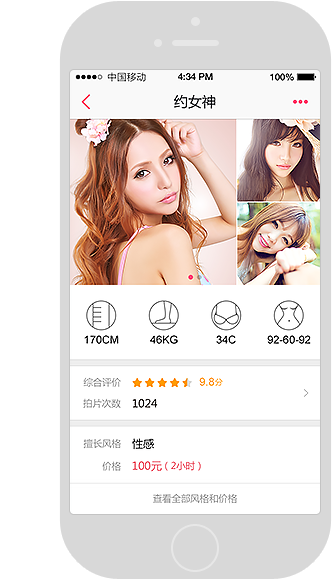 中国移动 4:34 PM 100%
约女神
170CM 46KG 34C 92-60-92
综合评价 9.8分
拍片次数 1024
擅长风格 性感
价格 100元（2小时）
查看全部风格和价格